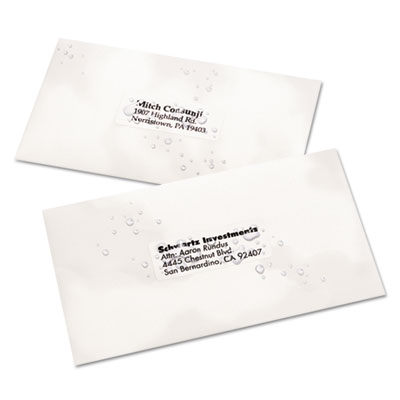 Mitch Consunji
1907 Highland Rd.
Norristown, PA 19403
Schwartz Investments
Attn: Aaron Rundus
4445 Chestnut Blvd.
San Bernardino, CA 92407